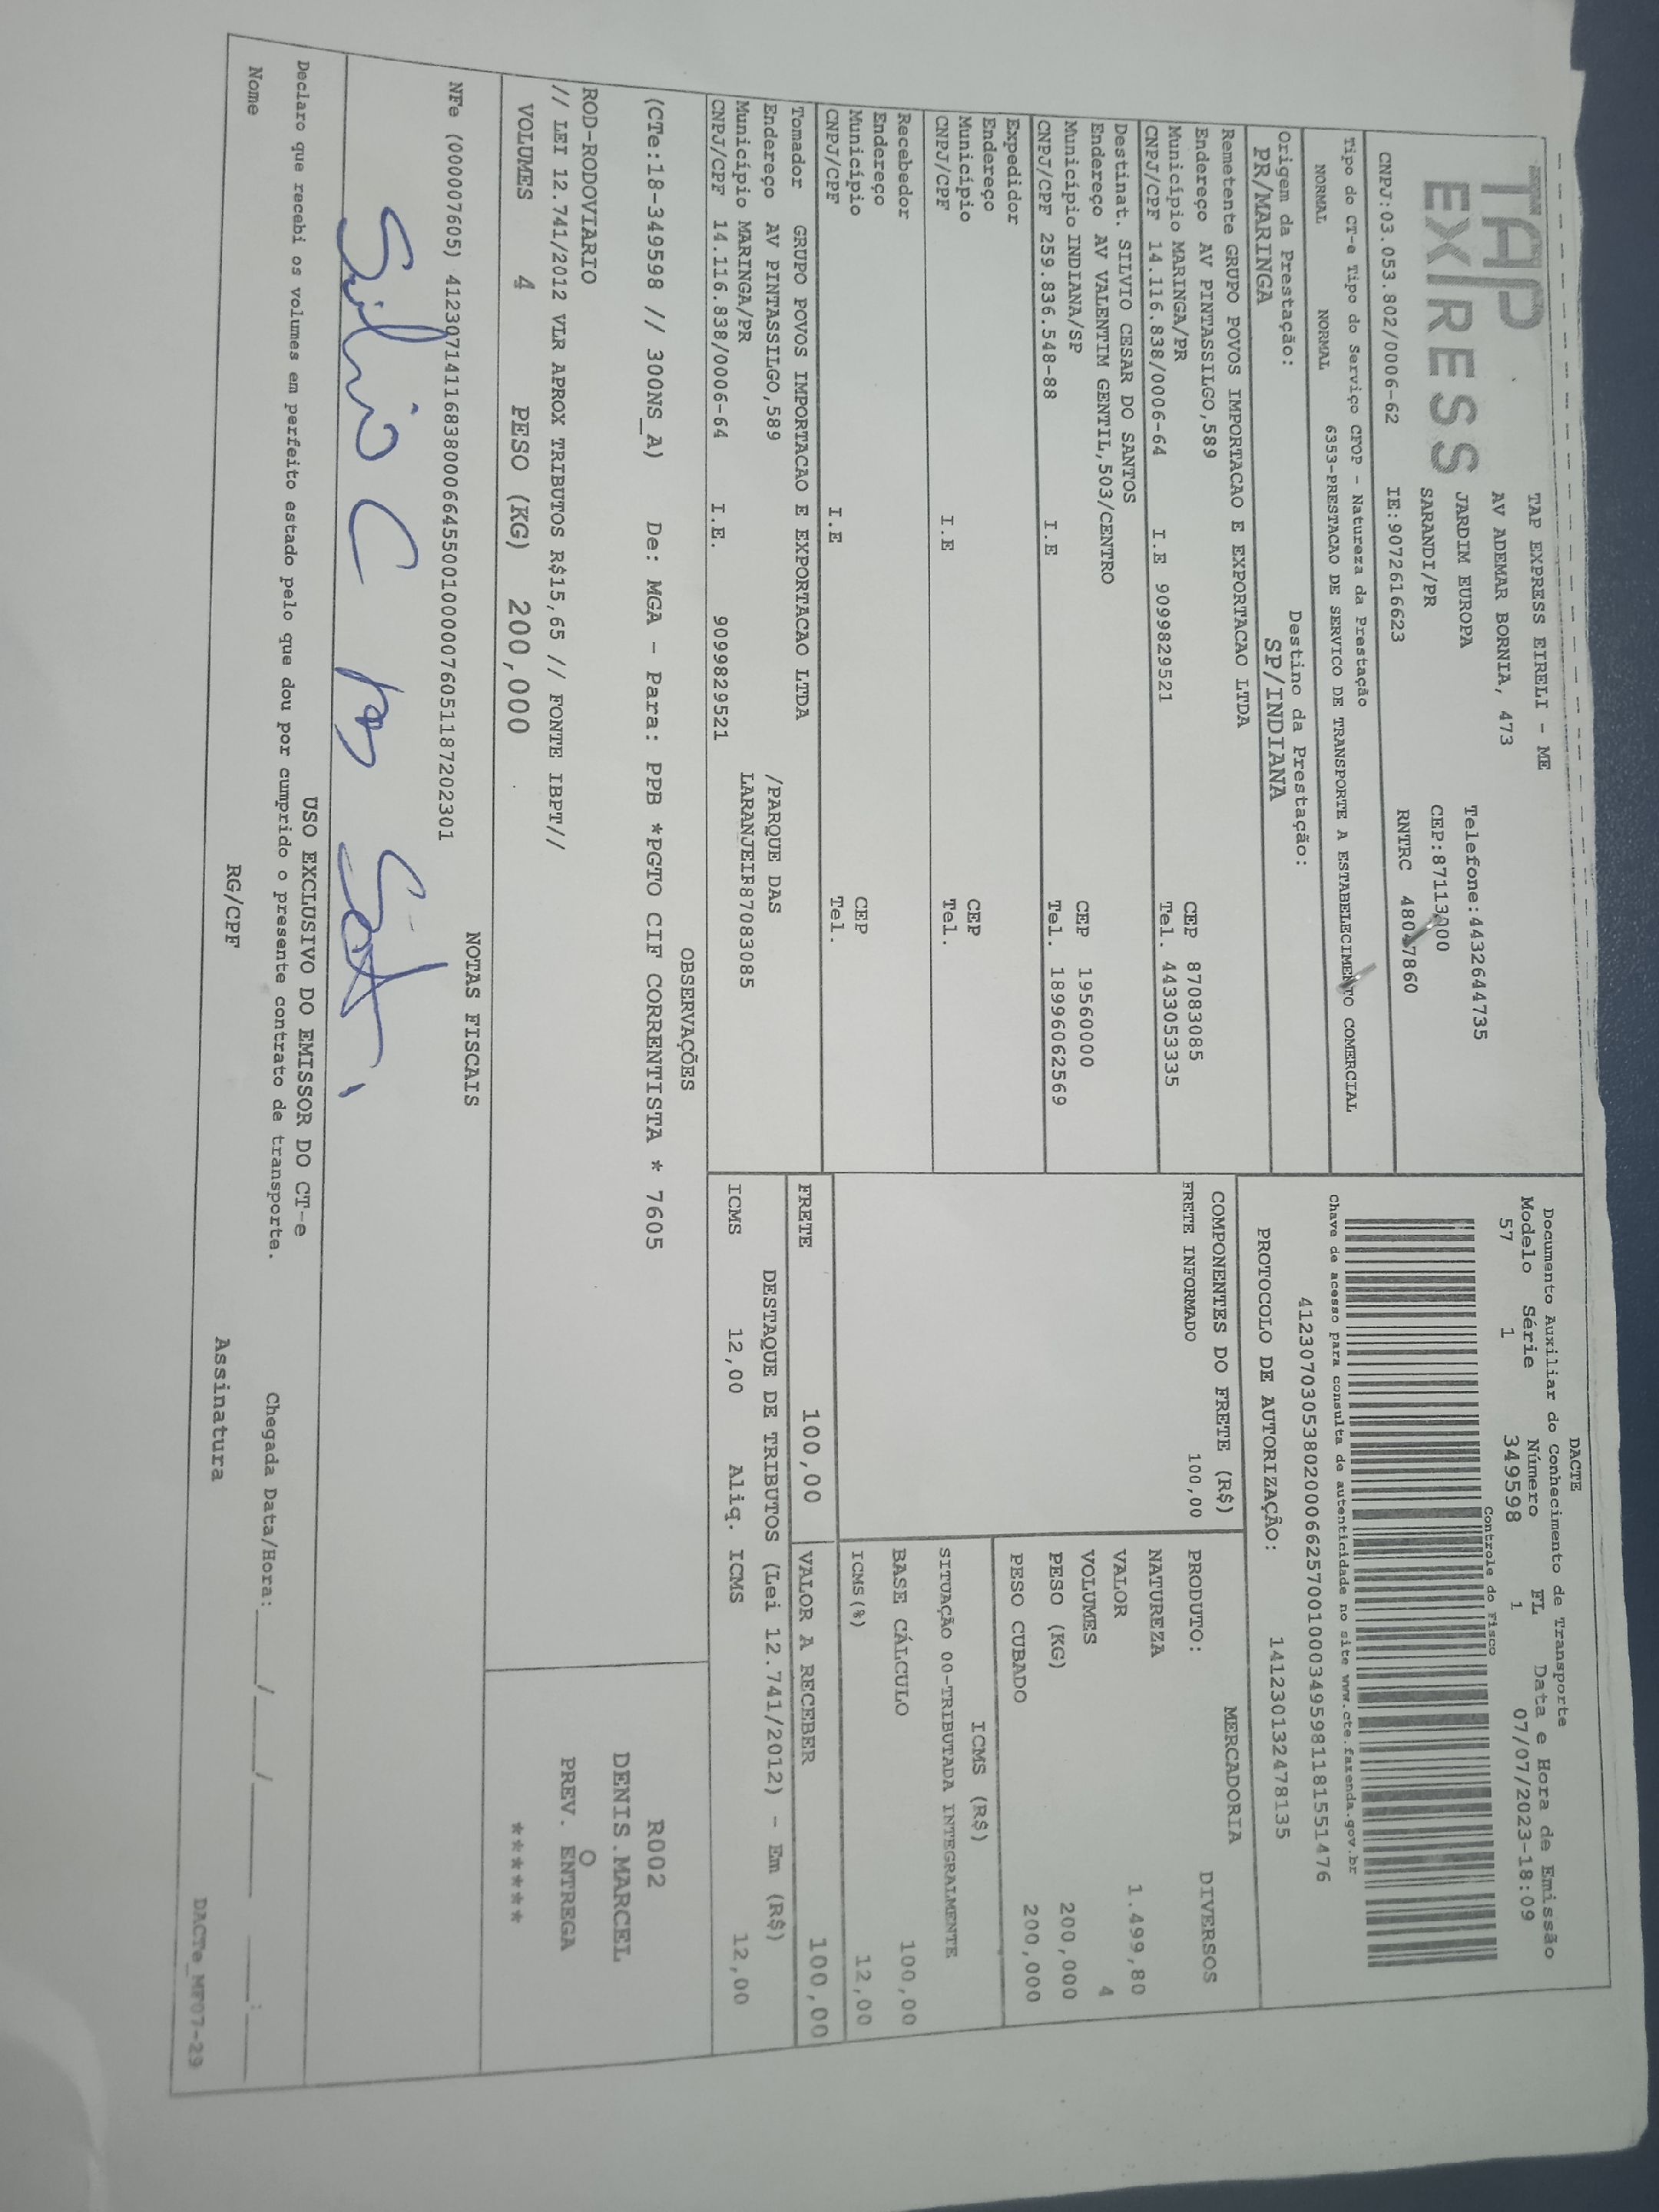 TAP
EXPRESS
TAP EXPRESS EIRELI - ME
AV ADEMAR BORNIA, 473
JARDIM EUROPA
Telefone:4432644735
SARANDI/PR
CEP:87113000
CNPJ:03.053.802/0006-62 IE:9072616623 RNTRC
Tipo do CT-e Tipo do Serviço CFOP - Natureza da Prestação
NORMAL NORMAL 6353-PRESTACAO DE SERVICO DE TRANSPORTE A ESTABELECIMENTO COMERCIAL
Origem da Prestação: Destino da Prestação:
PR/MARINGA SP/INDIANA
DACTE
Documento Auxiliar do Conhecimento de Transporte
Modelo Série Número FL Data e Hora de Emissão
57 1 349598 1 07/07/2023-18:09
Controle do Fisco
Chave de acesso para consulta de autenticidade no site www.cte.fazenda.gov.br
41230703053802000662570010003495981181551476
PROTOCOLO DE AUTORIZAÇÃO: 141230132478135
Remetente GRUPO POVOS IMPORTACAO E EXPORTACAO LTDA
Endereço AV PINTASSILGO,589
Município MARINGA/PR CEP 87083085
CNPJ/CPF 14.116.838/0006-64 I.E 9099829521 Tel. 4433053335
Destinat. SILVIO CESAR DO SANTOS
Endereço AV VALENTIM GENTIL,503/CENTRO
Município INDIANA/SP CEP 19560000
CNPJ/CPF 259.836.548-88 I.E Tel. 18996062569
Expedidor
Endereço
Município CEP
CNPJ/CPF I.E Tel.
Recebedor
Endereço
Município CEP
CNPJ/CPF I.E Tel.
Tomador GRUPO POVOS IMPORTACAO E EXPORTACAO LTDA
Endereço AV PINTASSILGO,589 /PARQUE DAS
Município MARINGA/PR LARANJEIR87083085
CNPJ/CPF 14.116.838/0006-64 I.E. 9099829521
COMPONENTES DO FRETE (R$)
FRETE INFORMADO 100,00
MERCADORIA
PRODUTO: DIVERSOS
NATUREZA
VALOR 1.499,80
VOLUMES 4
PESO (KG) 200,000
PESO CUBADO 200,000
ICMS (R$)
SITUAÇÃO 00-TRIBUTADA INTEGRALMENTE
BASE CÁLCULO 100,00
ICMS(%) 12,00
FRETE 100,00 VALOR A RECEBER 100,00
DESTAQUE DE TRIBUTOS (Lei 12.741/2012) - Em (R$)
ICMS 12,00 Aliq. ICMS 12,00
OBSERVAÇÕES
(CTe:18-349598 // 300NS_A) De: MGA - Para: PPB *PGTO CIF CORRENTISTA * 7605
ROD-RODOVIARIO
// LEI 12.741/2012 VLR APROX TRIBUTOS R$15,65 // FONTE IBPT//
VOLUMES 4 PESO (KG) 200,000
R002
DENIS.MARCEL
O
PREV. ENTREGA
******
NOTAS FISCAIS
NFe (000007605) 41230714116838000664550010000076051187202301
Silvio C
USO EXCLUSIVO DO EMISSOR DO CT-e
Declaro que recebi os volumes em perfeito estado pelo que dou por cumprido o presente contrato de transporte. Chegada Data/Hora:____/____/______ ____:____
Nome RG/CPF Assinatura
DACTe_MF07-29